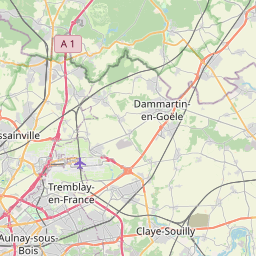 A 1
Dammartin-
en-Goële
ssainville
Tremblay-
en-France
Aulnay-sous-
Bois
Claye-Souilly